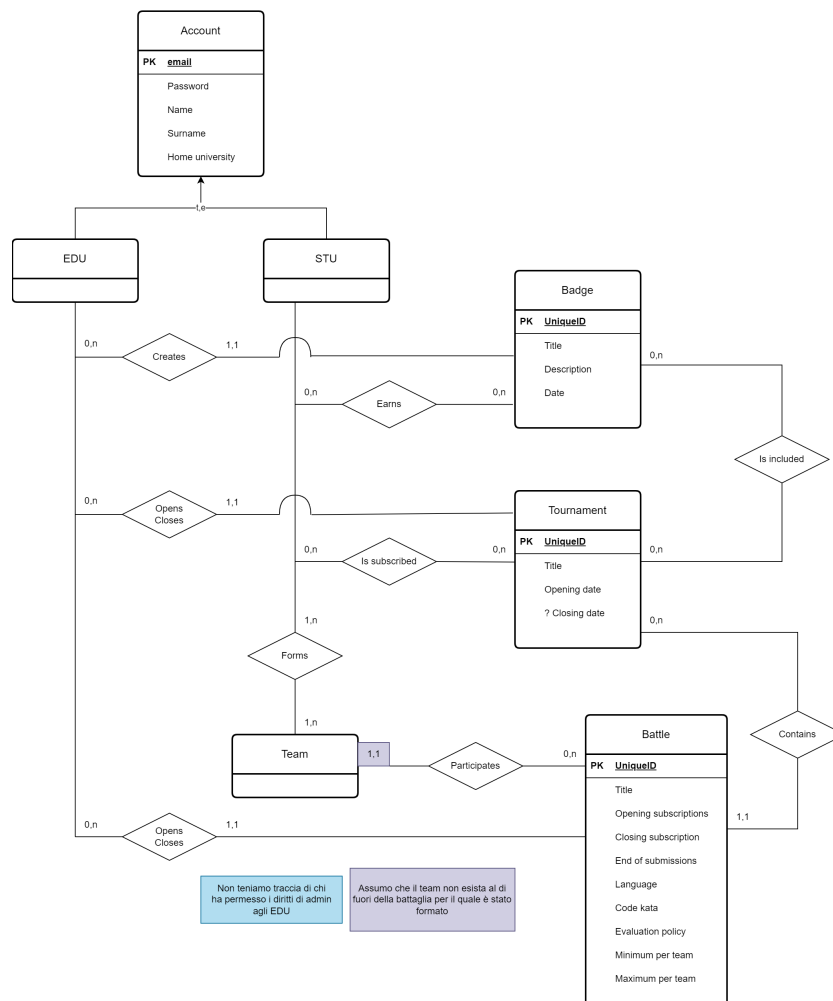 Account
PK email
Password
Name
Surname
Home university
t,e
EDU
STU
Badge
PK UniqueID
Title
Description
Date
0,n
Creates
1,1
0,n
0,n
Earns
0,n
Is included
Tournament
PK UniqueID
Title
Opening date
? Closing date
0,n
Opens
Closes
1,1
0,n
Is subscribed
0,n
0,n
0,n
1,n
Forms
1,n
Team
1,1
Participates
0,n
Contains
1,1
Battle
PK UniqueID
Title
Opening subscriptions
Closing subscription
End of submissions
Language
Code kata
Evaluation policy
Minimum per team
Maximum per team
0,n
Opens
Closes
1,1
Non teniamo traccia di chi
ha permesso i diritti di admin
agli EDU
Assumo che il team non esista al di
fuori della battaglia per il quale è stato
formato